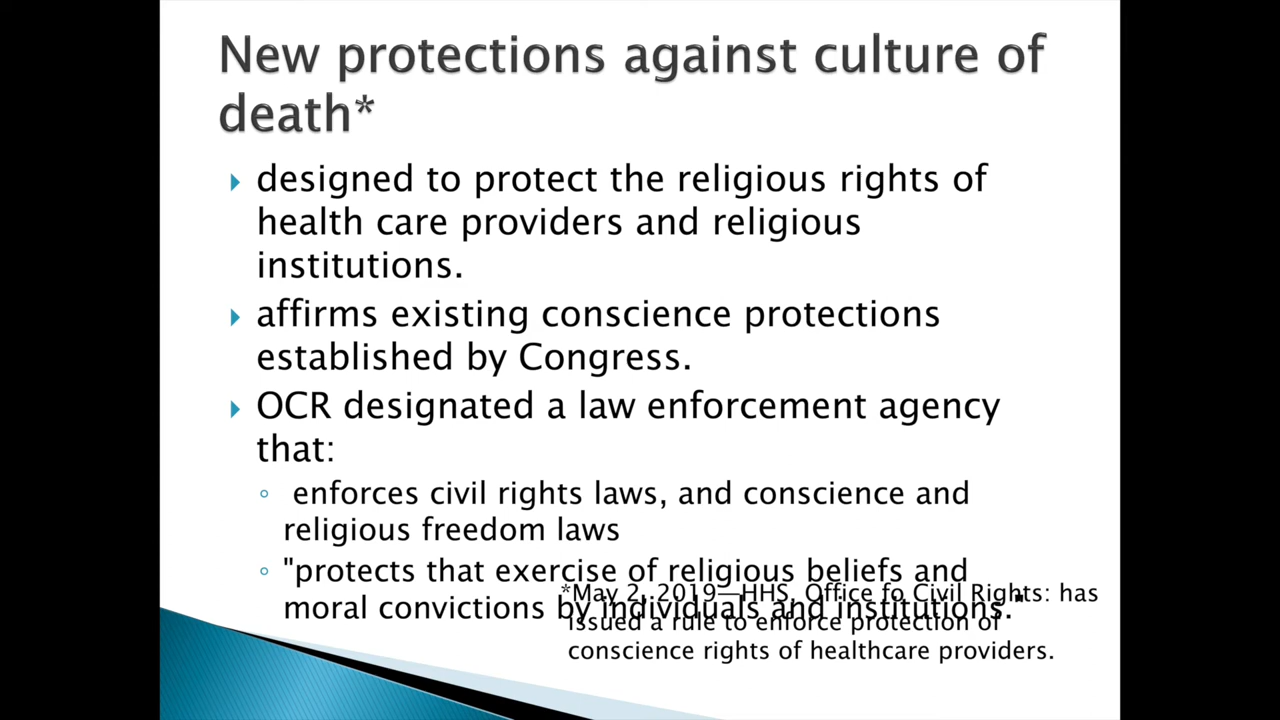 New protections against culture of
death*
designed to protect the religious rights of
health care providers and religious
institutions.
affirms existing conscience protections
established by Congress.
OCR designated a law enforcement agency
that:
enforces civil rights laws, and conscience and
religious freedom laws
"protects that exercise of religious beliefs and
moral convictions by individuals and institutions."
*May 2, 2019—HHS, Office fo Civil Rights: has
issued a rule to enforce protection of
conscience rights of healthcare providers.